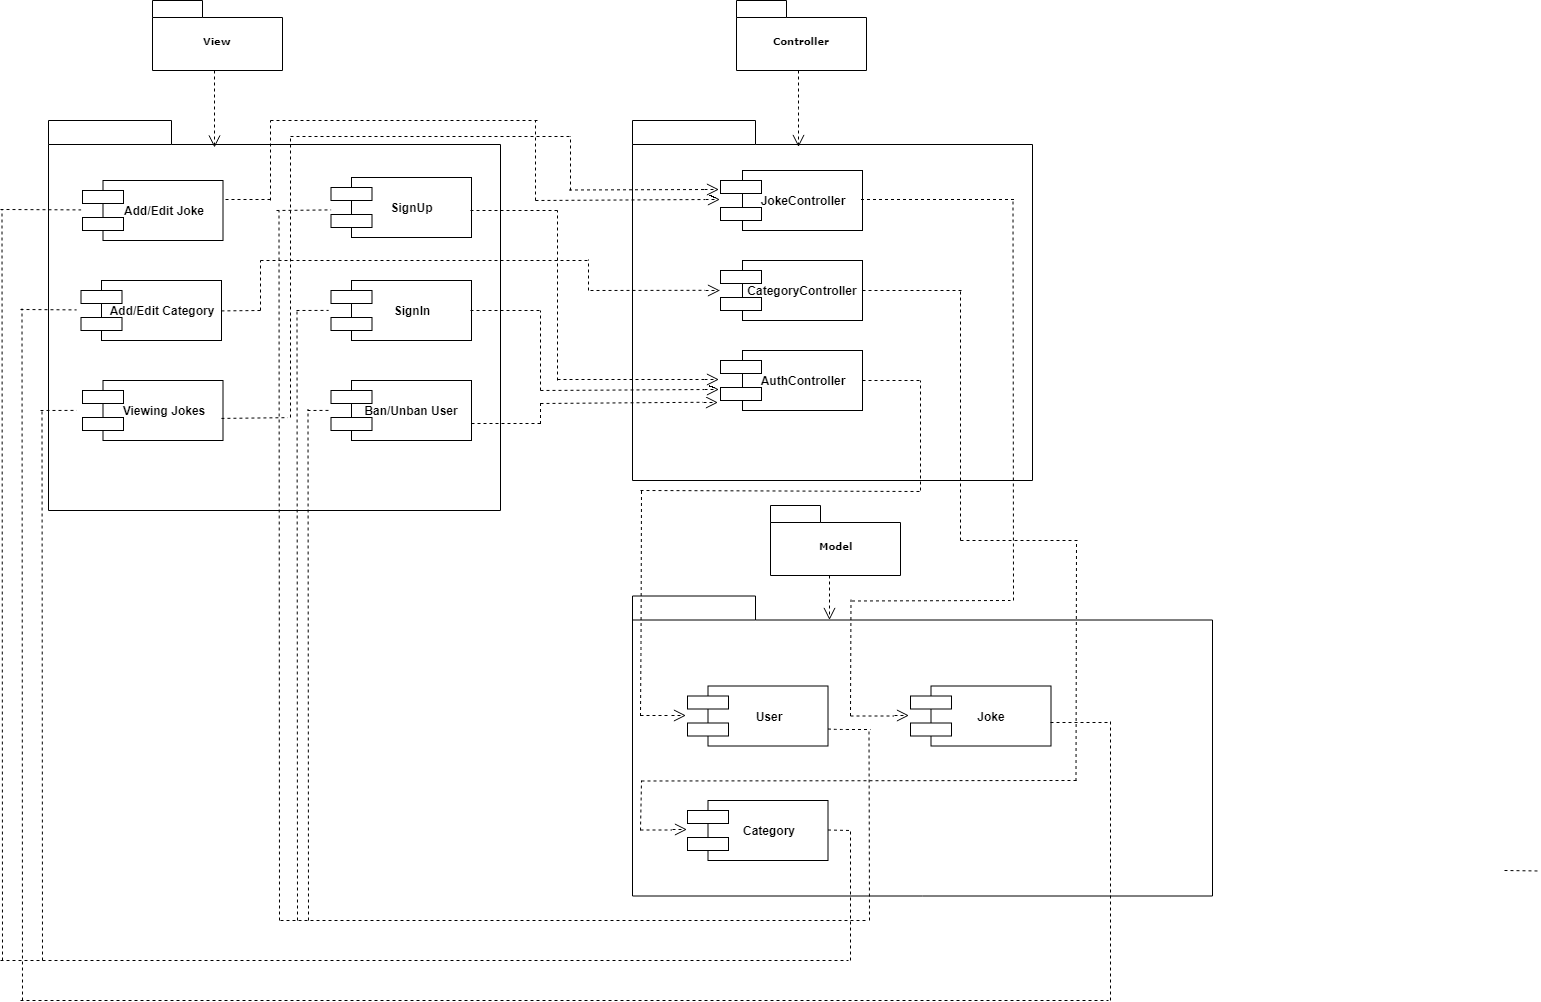 View
Controller
Add/Edit Joke
SignUp
JokeController
Add/Edit Category
SignIn
CategoryController
Viewing Jokes
Ban/Unban User
AuthController
Model
User
Joke
Category